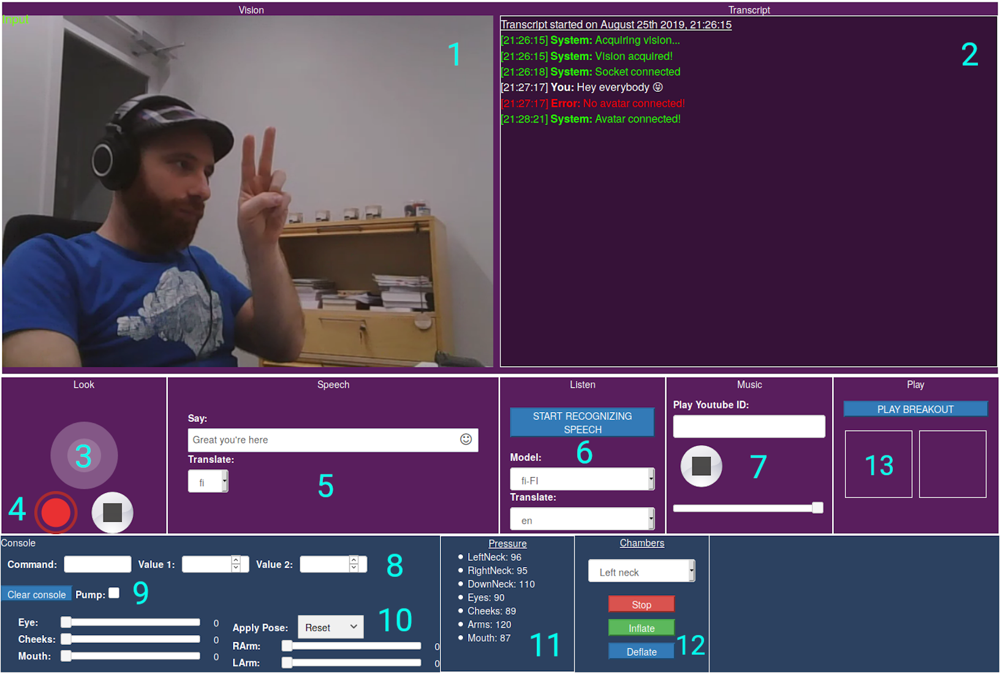 Vision
Input
1
Transcript
Transcript started on August 25th 2019, 21:26:15
[21:26:15] System: Acquiring vision...
[21:26:15] System: Vision acquired!
[21:26:18] System: Socket connected
[21:27:17] You: Hey everybody 😜
[21:27:17] Error: No avatar connected!
[21:28:21] System: Avatar connected!
2
Look
3
4
Speech
Say:
Great you're here
Translate:
fi
5
Listen
START RECOGNIZING
SPEECH
6
Model:
fi-FI
Translate:
en
Music
Play Youtube ID:
7
Play
PLAY BREAKOUT
13
Console
Command: Value 1: Value 2:
8
Clear console Pump:
9
Eye: 0
Cheeks: 0
Mouth: 0
Apply Pose: Reset
10
RArm: 0
LArm: 0
Pressure
LeftNeck: 96
RightNeck: 95
DownNeck: 110
Eyes: 90
Cheeks: 89
Arms: 120
Mouth: 87
11
Chambers
Left neck
Stop
Inflate
Deflate
12